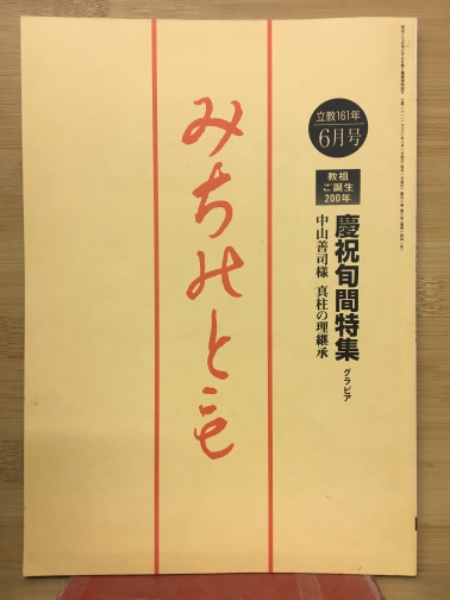 立教161年
6月号
教祖
ご誕生
200年
慶祝旬間特集
グラビア
中山善司様 真柱の理継承
みちのとも